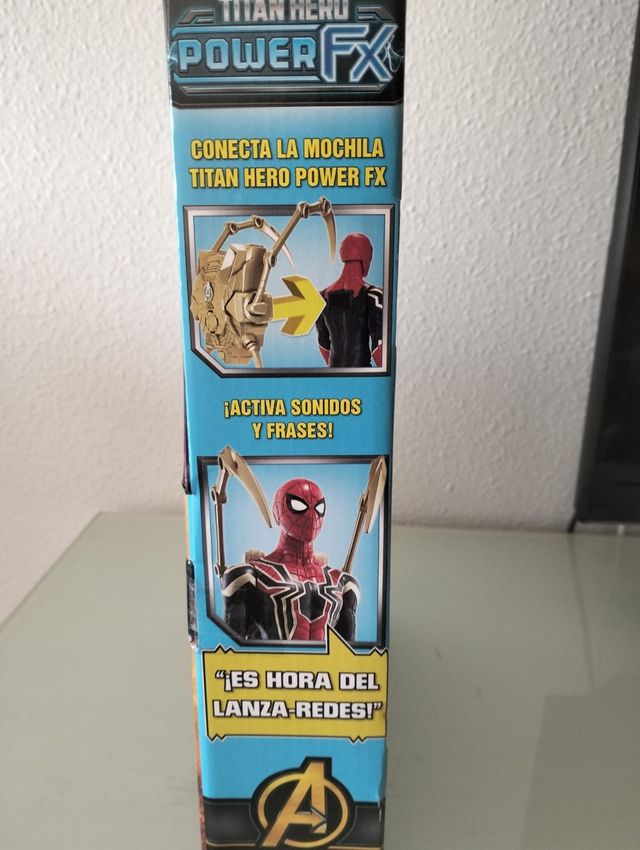 TITAN HERO
POWER FX
CONECTA LA MOCHILA
TITAN HERO POWER FX
¡ACTIVA SONIDOS
Y FRASES!
“¡ES HORA DEL
LANZA-REDES!”